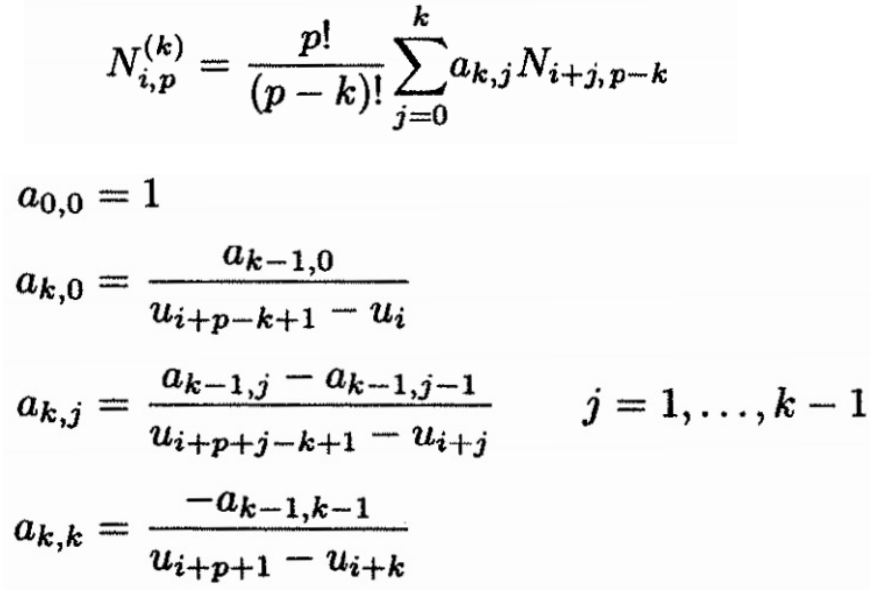 N_{i,p}^{(k)} = \frac{p!}{(p-k)!} \sum_{j=0}^{k} a_{k,j} N_{i+j,p-k}
a_{0,0} = 1
a_{k,0} = \frac{a_{k-1,0}}{u_{i+p-k+1} - u_i}
a_{k,j} = \frac{a_{k-1,j} - a_{k-1,j-1}}{u_{i+p+j-k+1} - u_{i+j}} \qquad j = 1, \ldots, k-1
a_{k,k} = \frac{-a_{k-1,k-1}}{u_{i+p+1} - u_{i+k}}